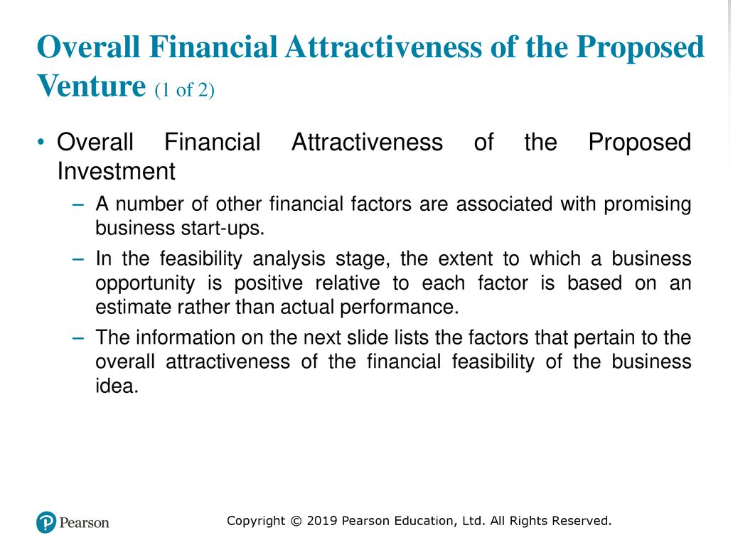 Overall Financial Attractiveness of the Proposed
Venture (1 of 2)
• Overall Financial Attractiveness of the Proposed
Investment
– A number of other financial factors are associated with promising
business start-ups.
– In the feasibility analysis stage, the extent to which a business
opportunity is positive relative to each factor is based on an
estimate rather than actual performance.
– The information on the next slide lists the factors that pertain to the
overall attractiveness of the financial feasibility of the business
idea.
Pearson
Copyright © 2019 Pearson Education, Ltd. All Rights Reserved.